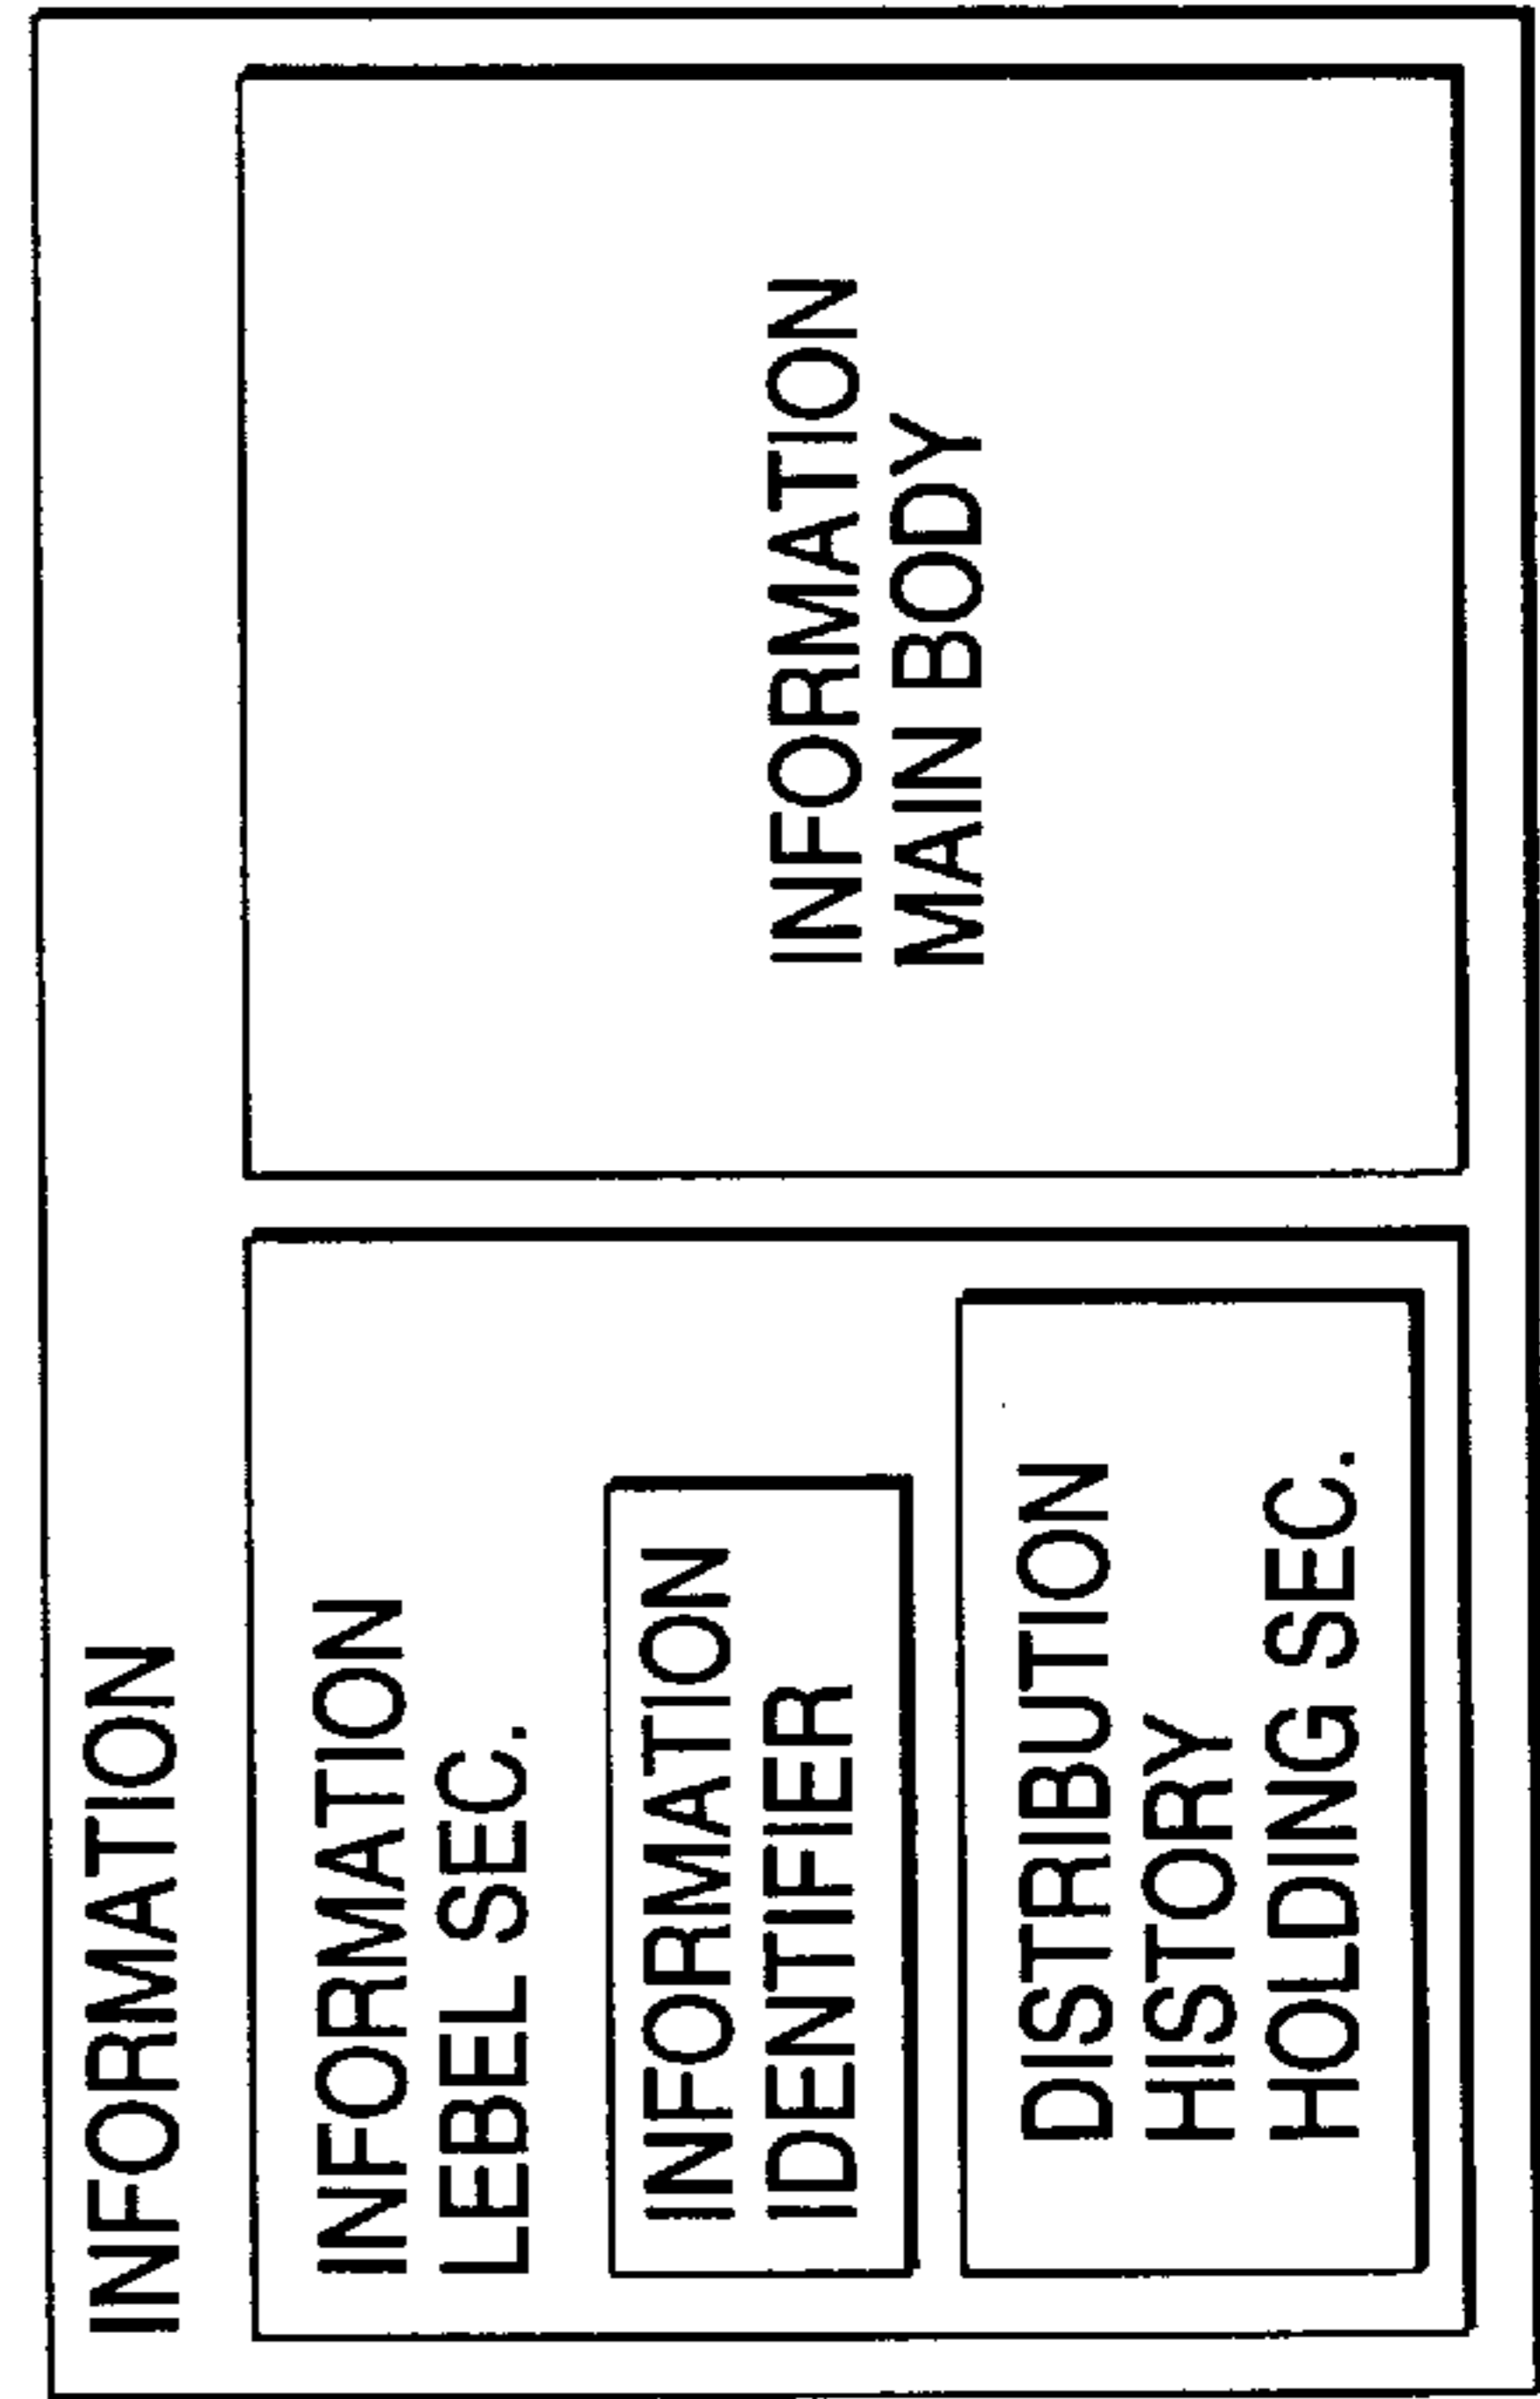 INFORMATION
INFORMATION
LEBEL SEC.
INFORMATION
IDENTIFIER
DISTRIBUTION
HISTORY
HOLDING SEC.
INFORMATION
MAIN BODY